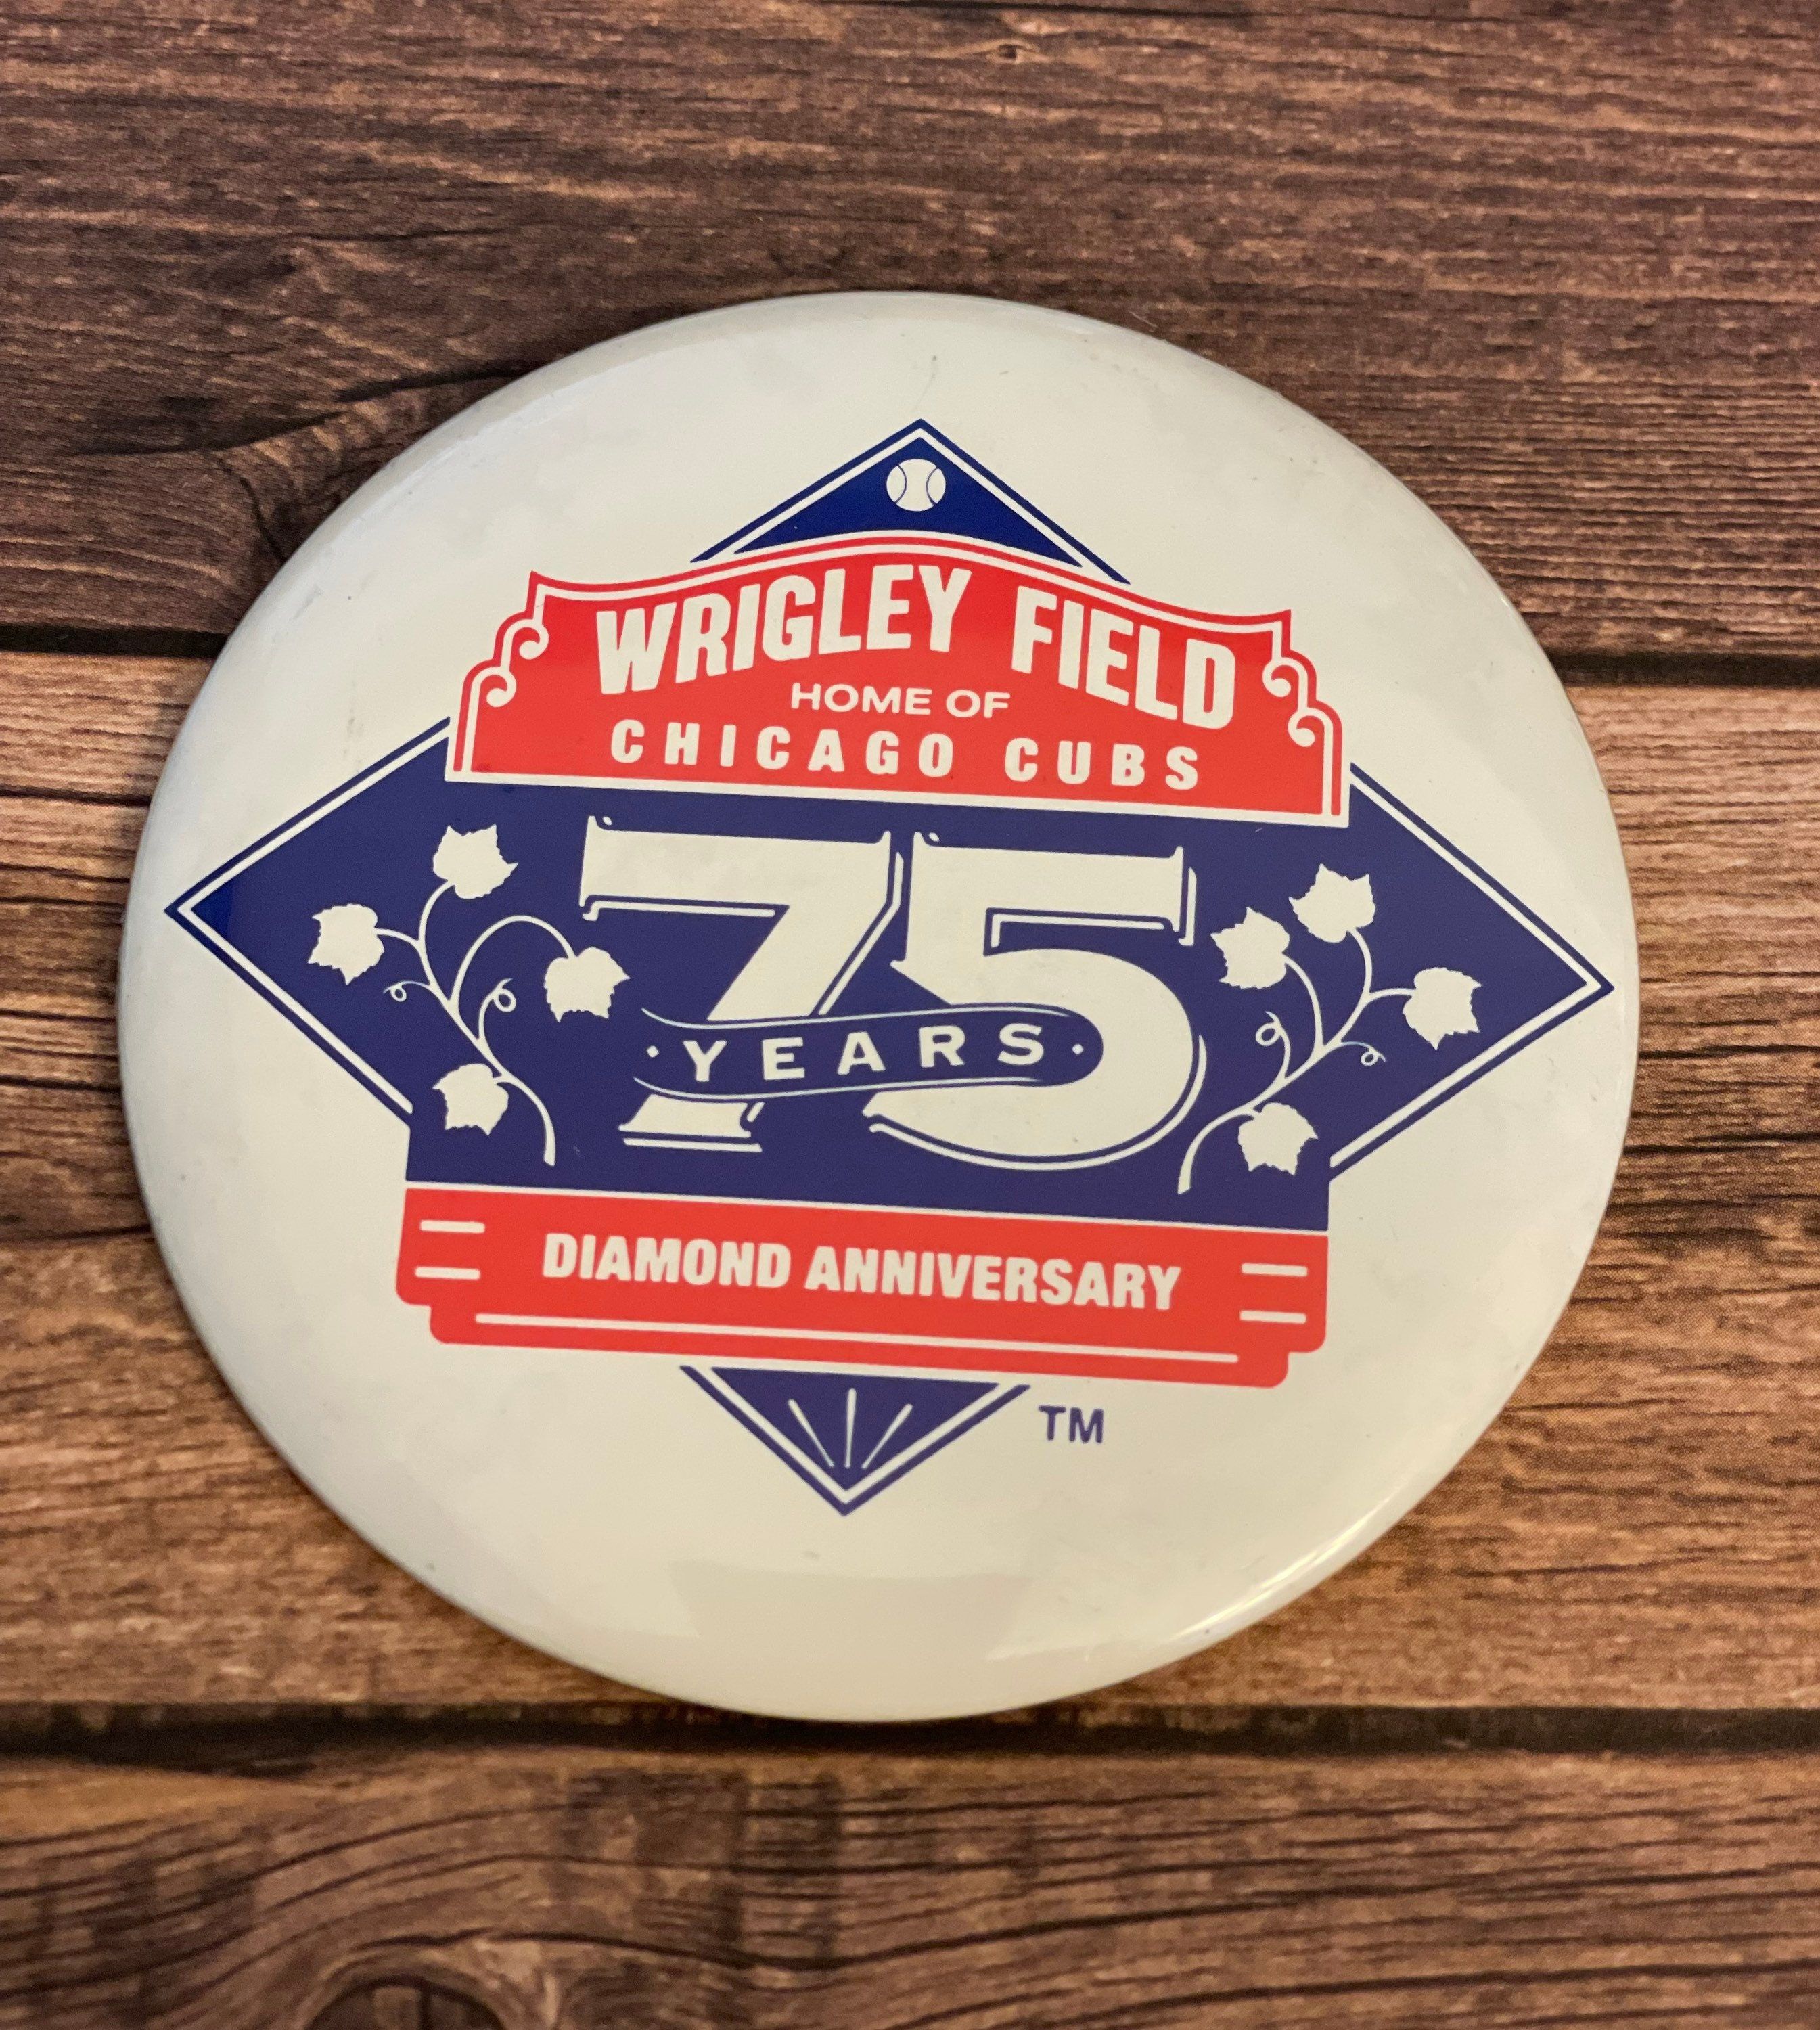 WRIGLEY FIELD
HOME OF
CHICAGO CUBS
75
·YEARS·
DIAMOND ANNIVERSARY
TM